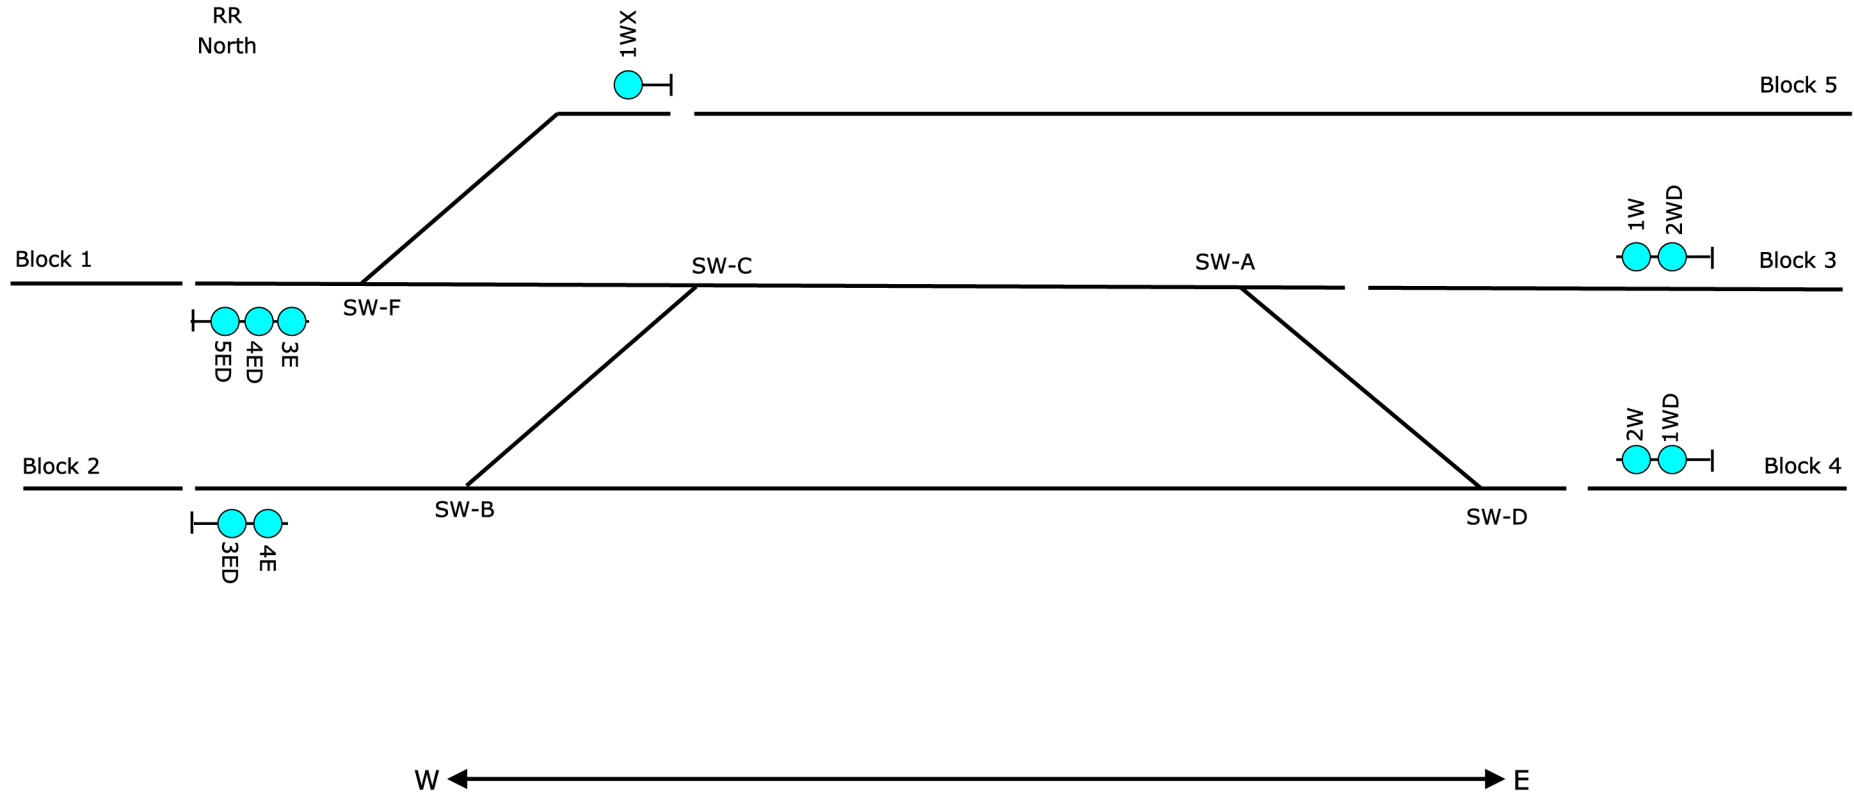 RR
North
1WX
Block 5
1W
2WD
Block 1
SW-C
SW-A
Block 3
SW-F
5ED
4ED
3E
2W
1WD
Block 2
Block 4
SW-B
SW-D
3ED
4E
W
E